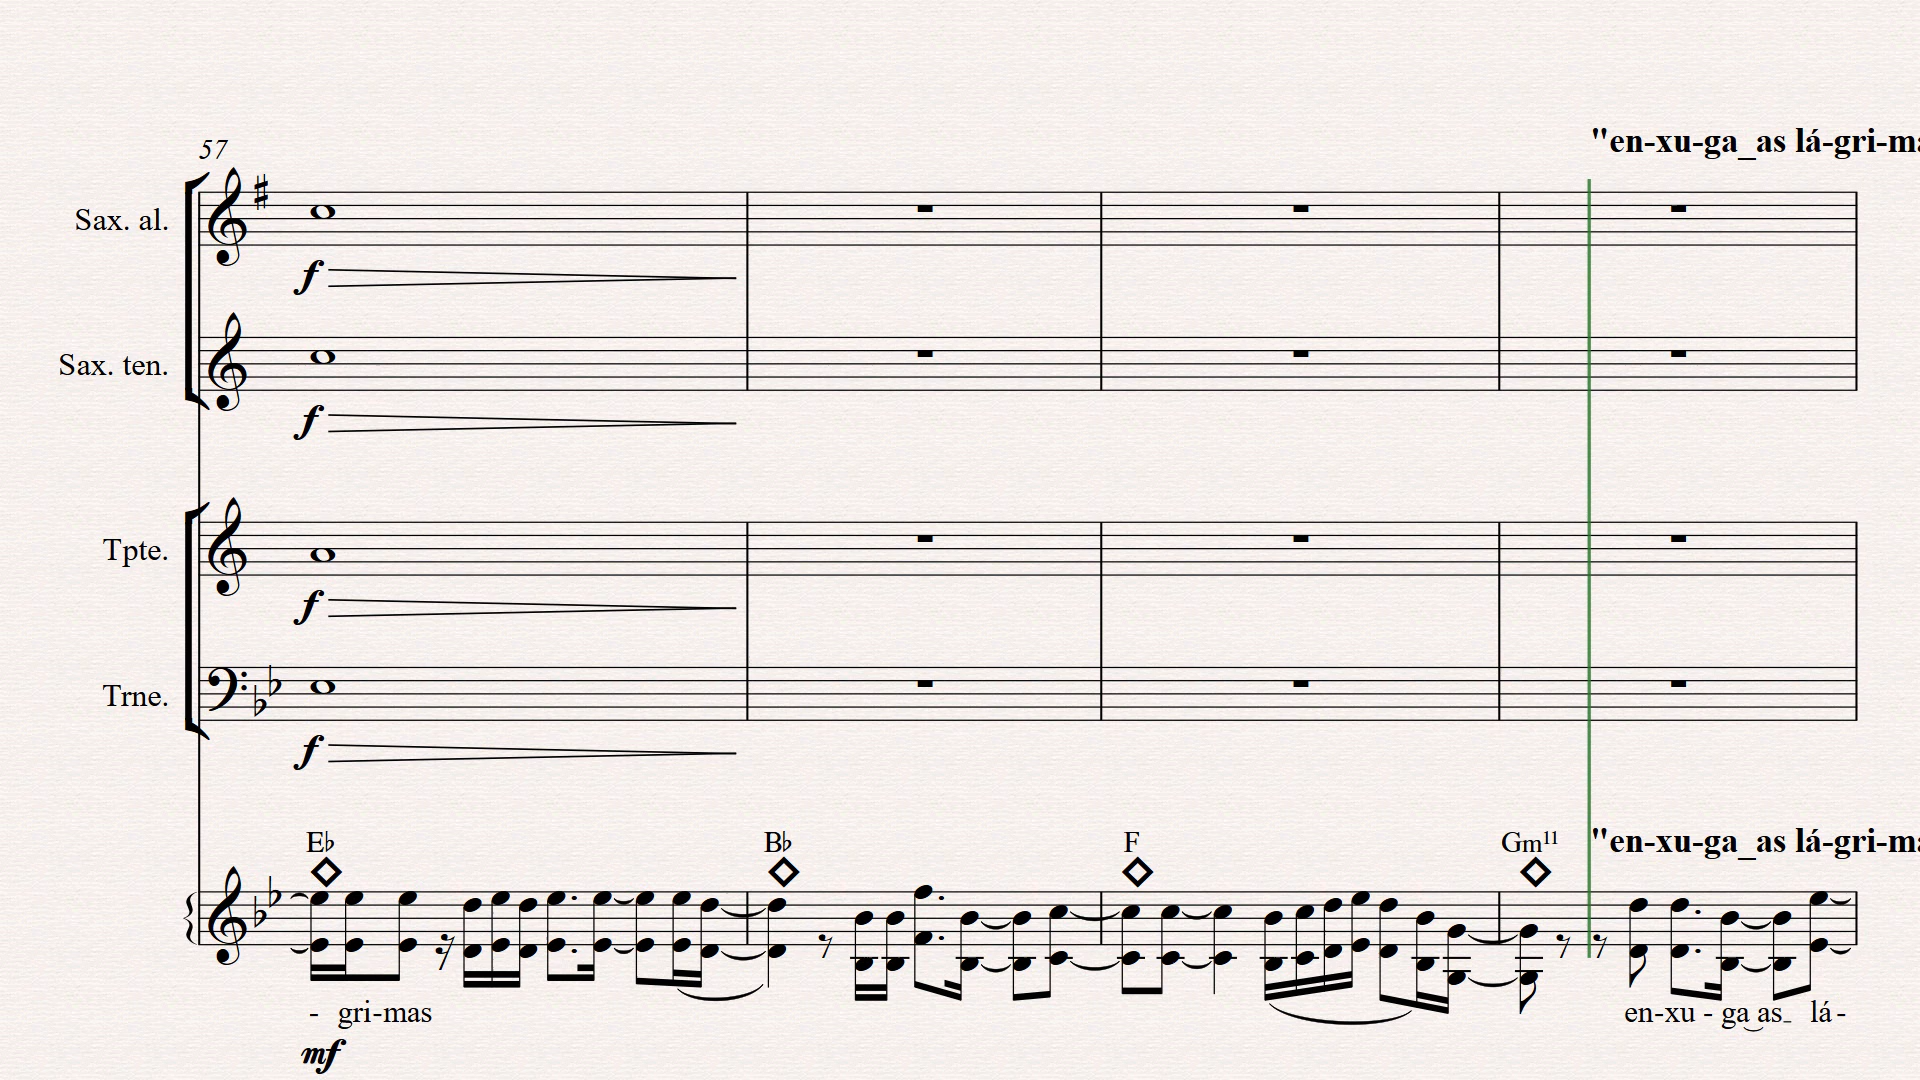 "en-xu-ga_as lá-gri-ma
57
Sax. al.
f
Sax. ten.
f
Tpte.
f
Trne.
f
E♭ B♭ F Gm11 "en-xu-ga_as lá-gri-ma
- gri-mas en-xu - ga‿as_ lá -
mf